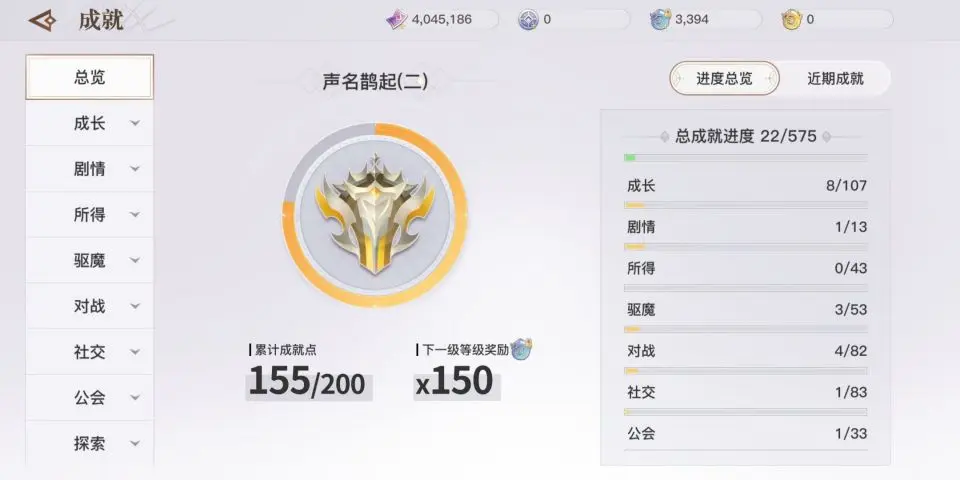 成就
4,045,186
0
3,394
0
总览
成长
剧情
所得
驱魔
对战
社交
公会
探索
声名鹊起(二)
累计成就点
155/200
下一级等级奖励
x150
进度总览
近期成就
总成就进度 22/575
成长 8/107
剧情 1/13
所得 0/43
驱魔 3/53
对战 4/82
社交 1/83
公会 1/33